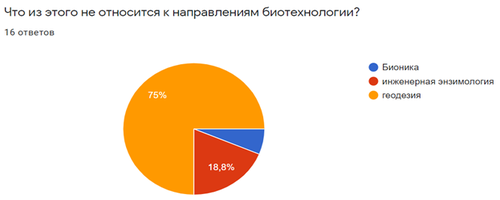 Что из этого не относится к направлениям биотехнологии?
16 ответов
Бионика
инженерная энзимология
геодезия
75%
18,8%